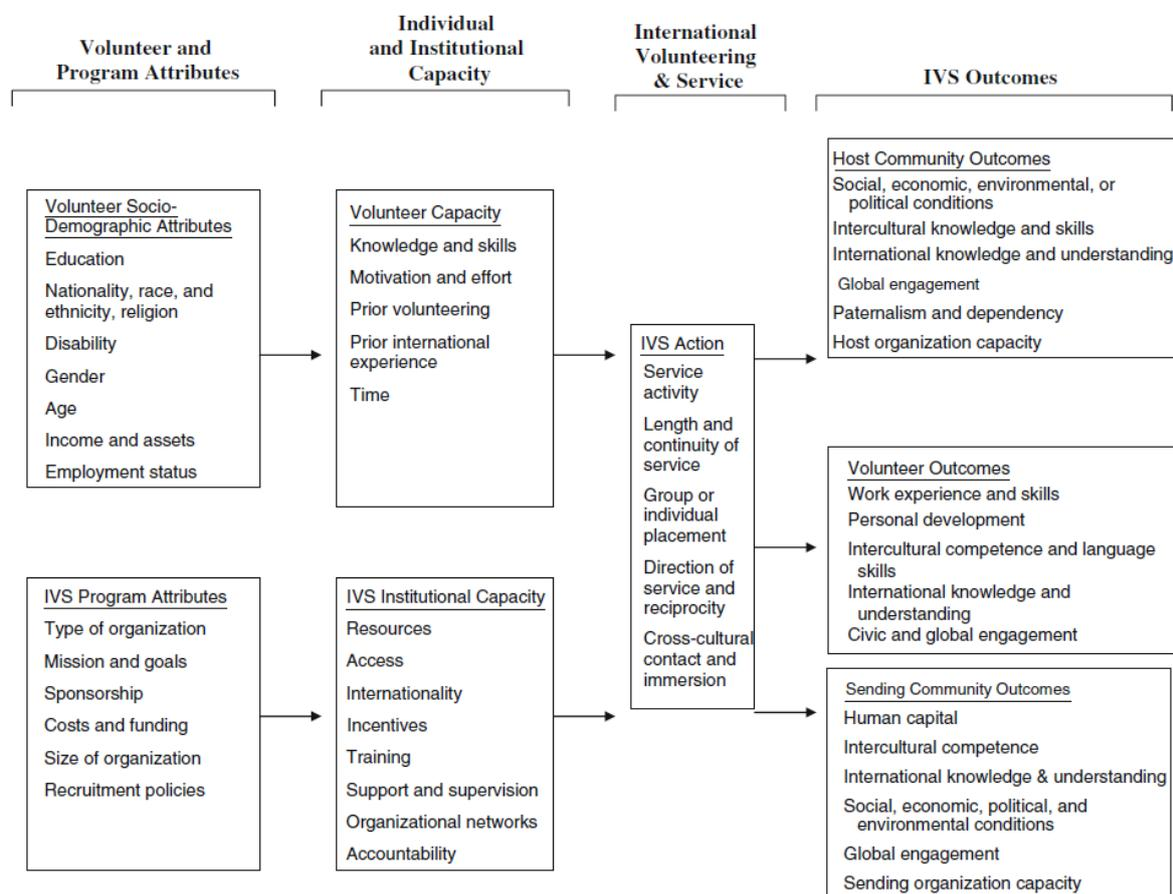 Volunteer and
Program Attributes
Individual
and Institutional
Capacity
International
Volunteering
& Service
IVS Outcomes
Volunteer Socio-
Demographic Attributes
Education
Nationality, race, and
ethnicity, religion
Disability
Gender
Age
Income and assets
Employment status
Volunteer Capacity
Knowledge and skills
Motivation and effort
Prior volunteering
Prior international
experience
Time
IVS Program Attributes
Type of organization
Mission and goals
Sponsorship
Costs and funding
Size of organization
Recruitment policies
IVS Institutional Capacity
Resources
Access
Internationality
Incentives
Training
Support and supervision
Organizational networks
Accountability
IVS Action
Service
activity
Length and
continuity of
service
Group or
individual
placement
Direction of
service and
reciprocity
Cross-cultural
contact and
immersion
Host Community Outcomes
Social, economic, environmental, or
political conditions
Intercultural knowledge and skills
International knowledge and understanding
Global engagement
Paternalism and dependency
Host organization capacity
Volunteer Outcomes
Work experience and skills
Personal development
Intercultural competence and language
skills
International knowledge and
understanding
Civic and global engagement
Sending Community Outcomes
Human capital
Intercultural competence
International knowledge & understanding
Social, economic, political, and
environmental conditions
Global engagement
Sending organization capacity